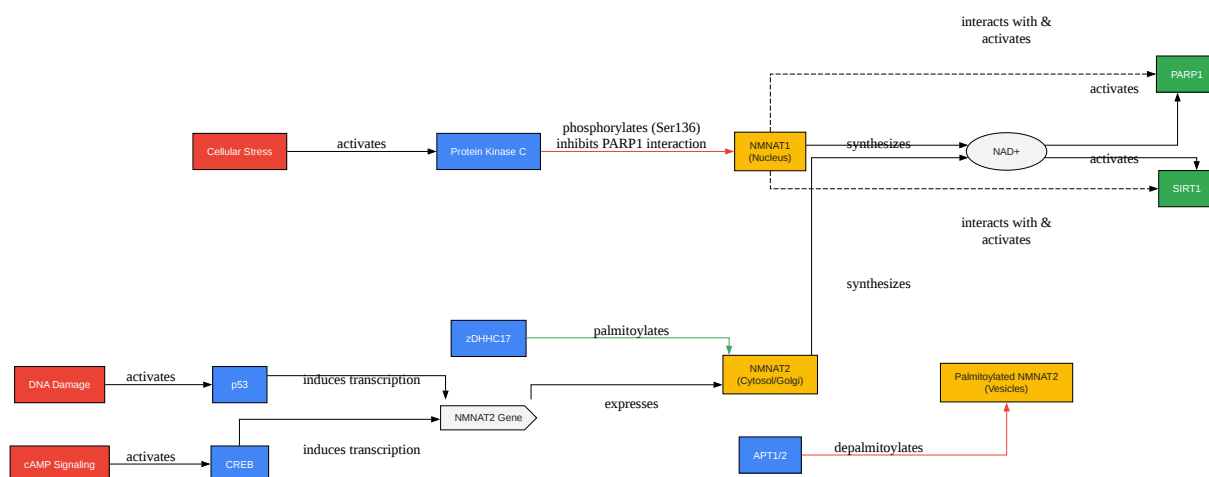 interacts with &
activates
PARP1
activates
phosphorylates (Ser136)
inhibits PARP1 interaction
Cellular Stress
activates
Protein Kinase C
NMNAT1
(Nucleus)
synthesizes
NAD+
activates
SIRT1
interacts with &
activates
synthesizes
zDHHC17
palmitoylates
NMNAT2
(Cytosol/Golgi)
Palmitoylated NMNAT2
(Vesicles)
DNA Damage
activates
p53
induces transcription
NMNAT2 Gene
expresses
cAMP Signaling
activates
CREB
induces transcription
APT1/2
depalmitoylates